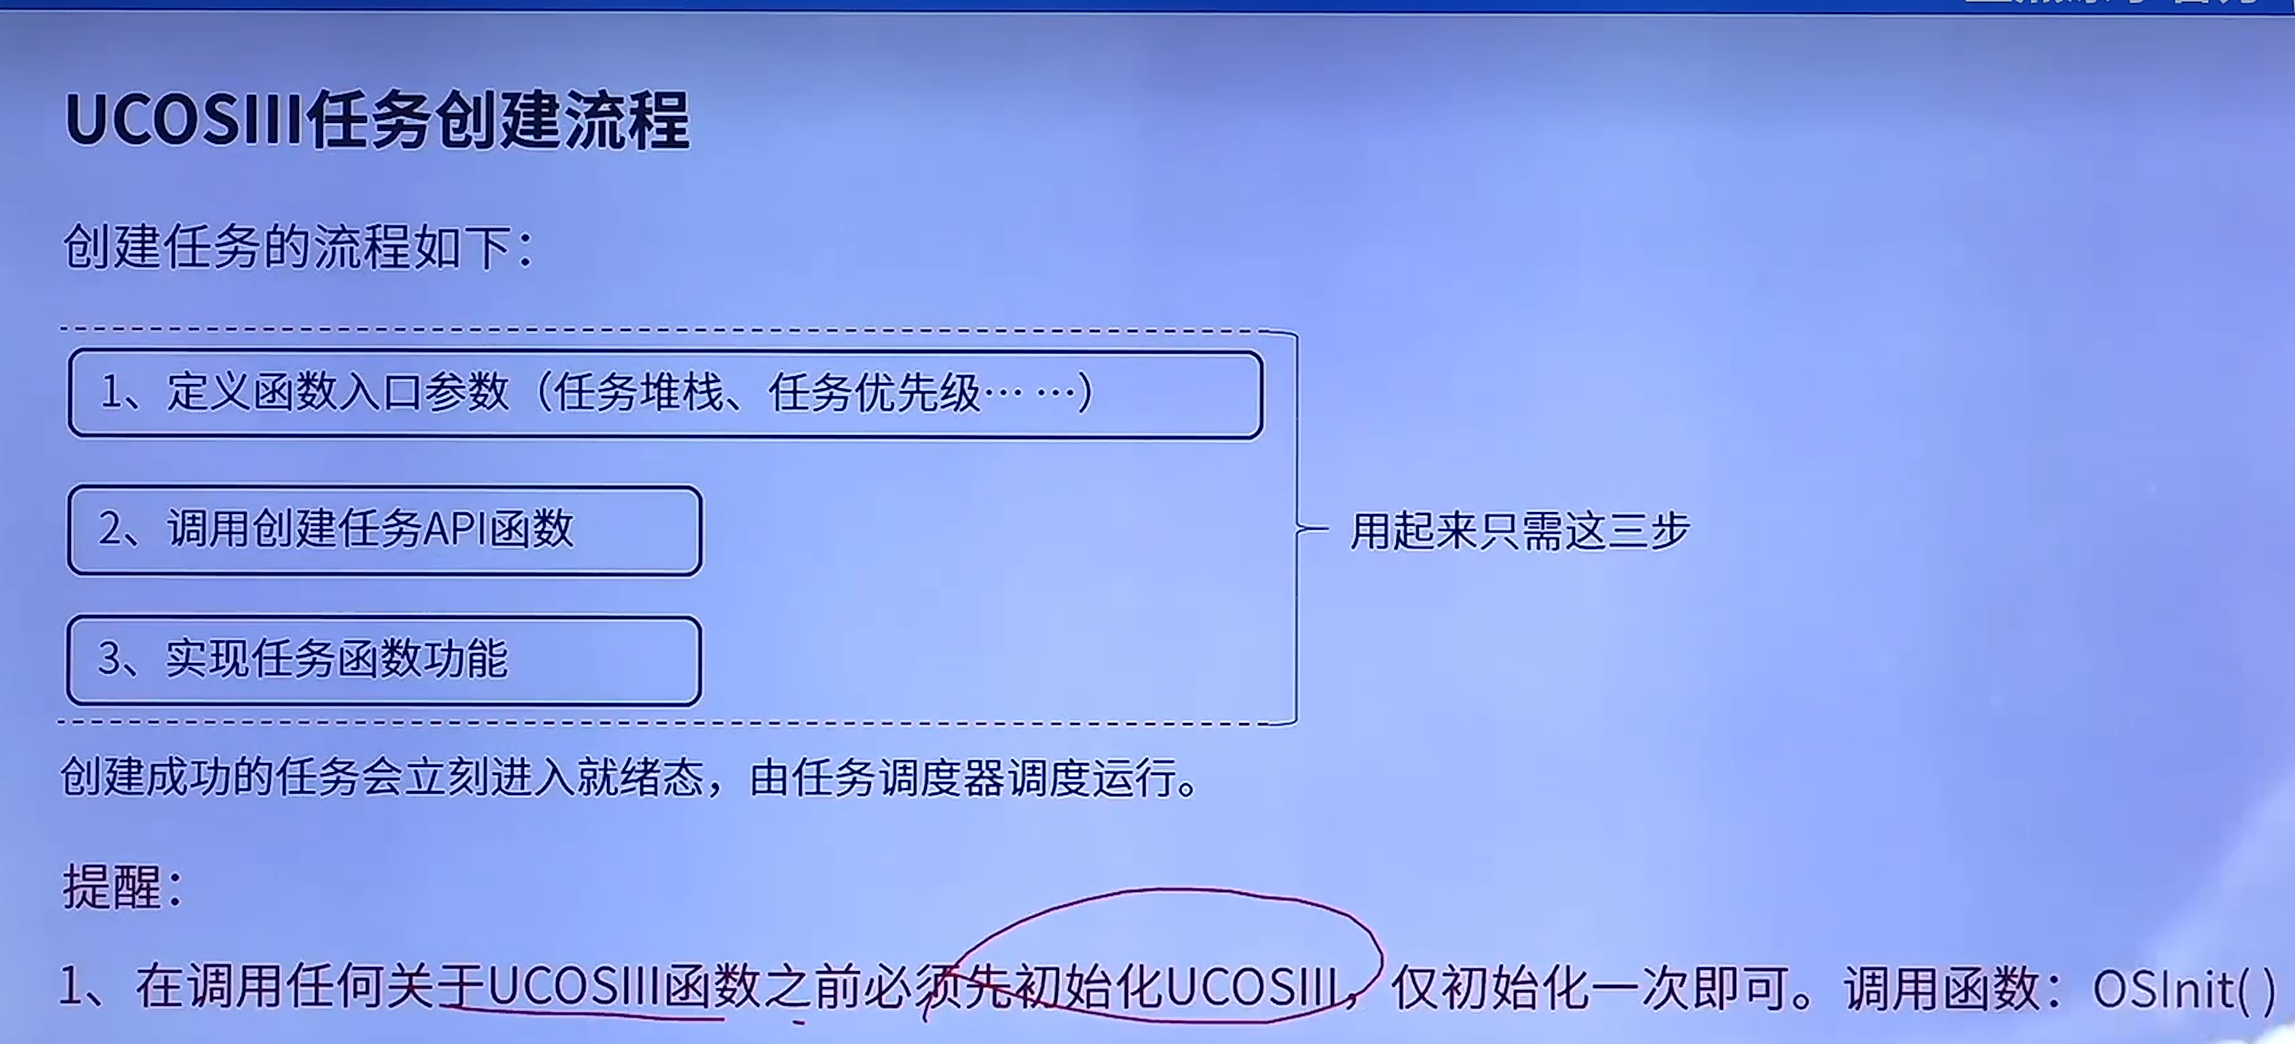 UCOSIII任务创建流程
创建任务的流程如下：
1、定义函数入口参数（任务堆栈、任务优先级… …）
2、调用创建任务API函数
用起来只需这三步
3、实现任务函数功能
创建成功的任务会立刻进入就绪态，由任务调度器调度运行。
提醒：
1、在调用任何关于UCOSIII函数之前必须先初始化UCOSIII，仅初始化一次即可。调用函数：OSInit( )